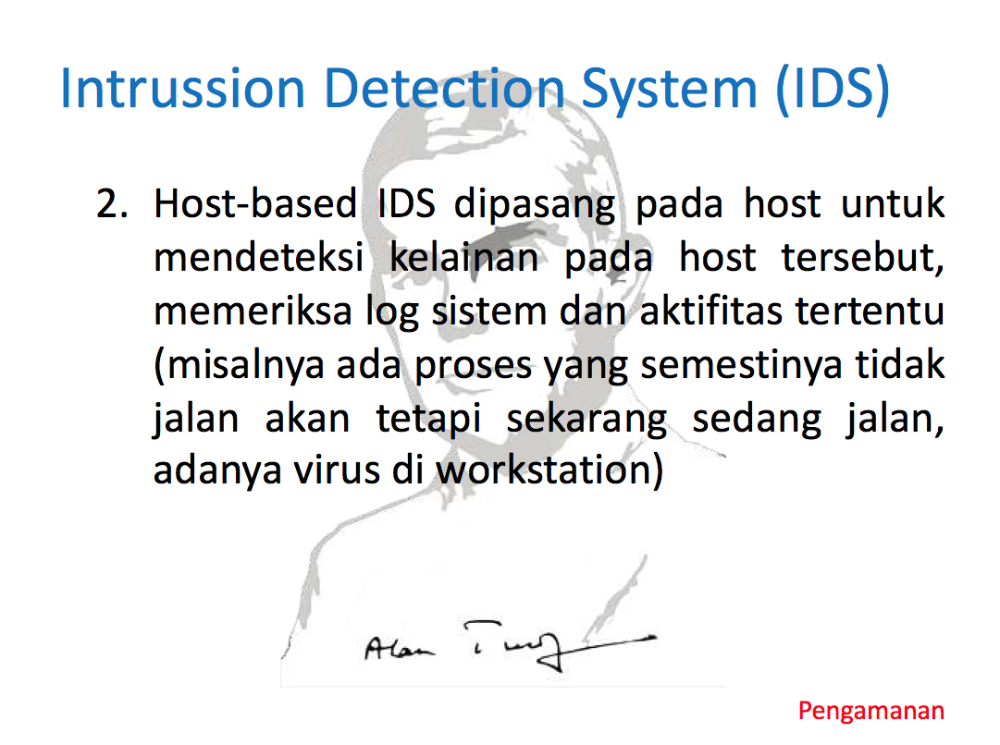 Intrussion Detection System (IDS)
2. Host-based IDS dipasang pada host untuk
mendeteksi kelainan pada host tersebut,
memeriksa log sistem dan aktifitas tertentu
(misalnya ada proses yang semestinya tidak
jalan akan tetapi sekarang sedang jalan,
adanya virus di workstation)
Alan Turing
Pengamanan